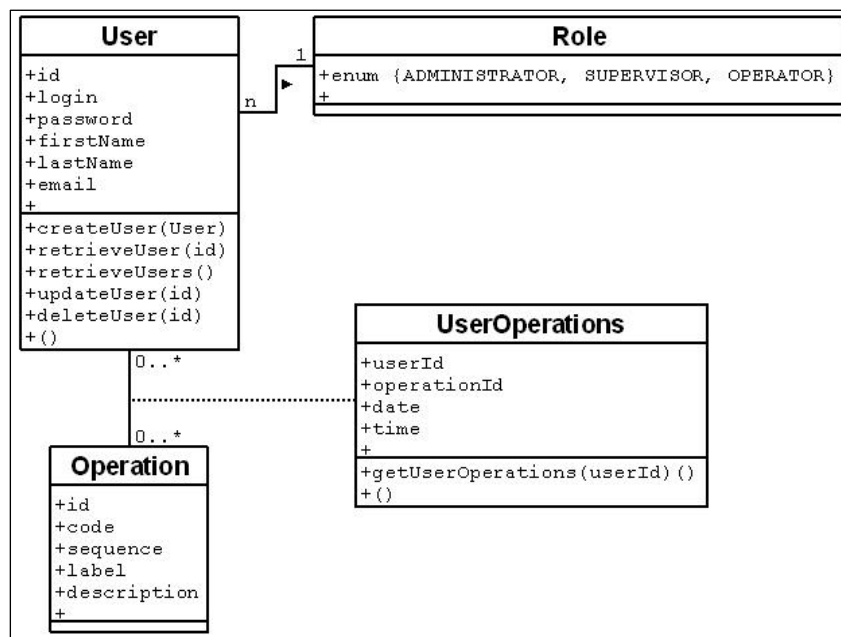 User
+id
+login
+password
+firstName
+lastName
+email
+
+createUser(User)
+retrieveUser(id)
+retrieveUsers()
+updateUser(id)
+deleteUser(id)
+()
n
1
Role
+enum {ADMINISTRATOR, SUPERVISOR, OPERATOR}
+
0..*
0..*
UserOperations
+userId
+operationId
+date
+time
+
+getUserOperations(userId)()
+()
Operation
+id
+code
+sequence
+label
+description
+